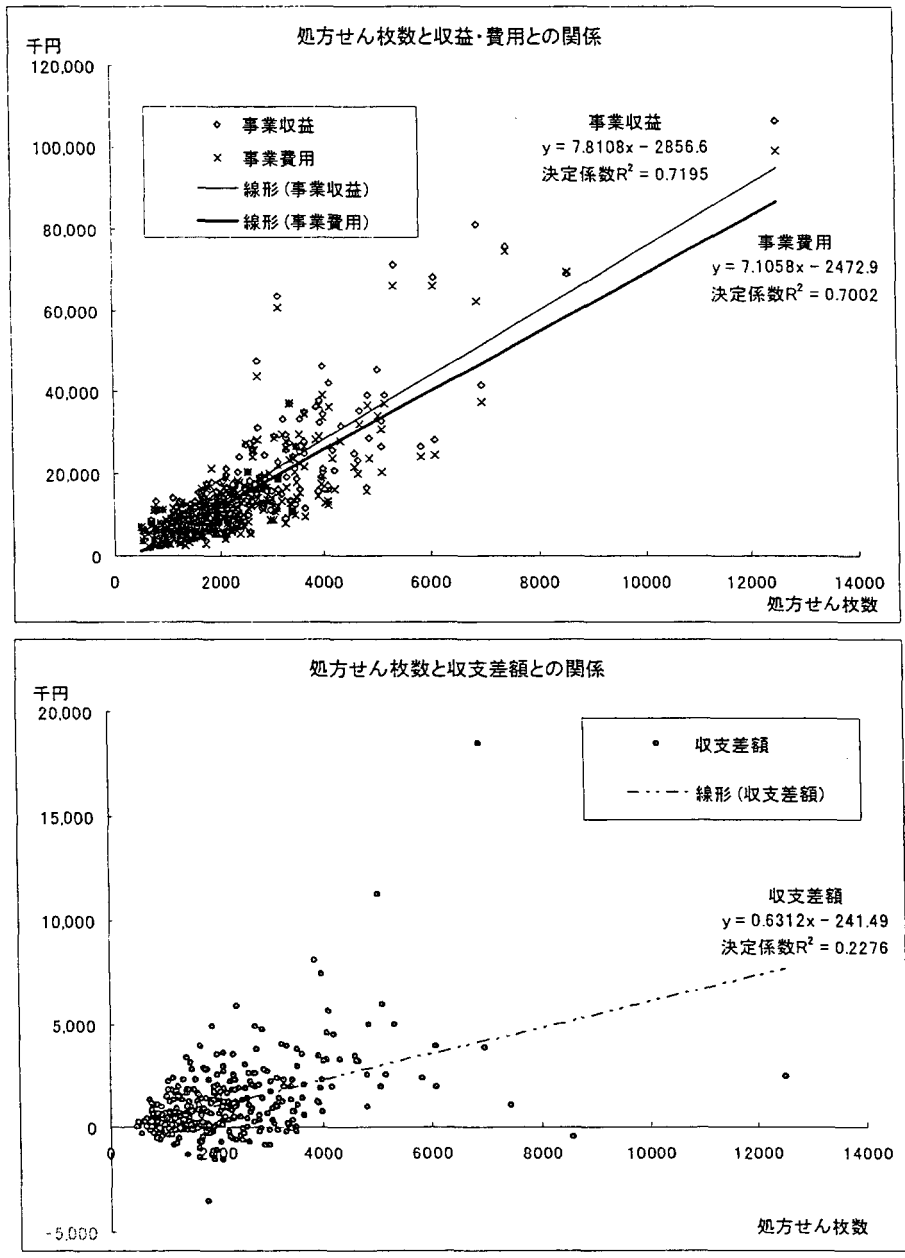 処方せん枚数と収益・費用との関係
千円
120,000
100,000
80,000
60,000
40,000
20,000
0
◇ 事業収益
× 事業費用
線形(事業収益)
線形(事業費用)
事業収益
y = 7.8108x - 2856.6
決定係数R² = 0.7195
事業費用
y = 7.1058x - 2472.9
決定係数R² = 0.7002
0 2000 4000 6000 8000 10000 12000 14000
処方せん枚数
処方せん枚数と収支差額との関係
千円
20,000
15,000
10,000
5,000
0
-5,000
収支差額
線形(収支差額)
収支差額
y = 0.6312x - 241.49
決定係数R² = 0.2276
0 2000 4000 6000 8000 10000 12000 14000
処方せん枚数